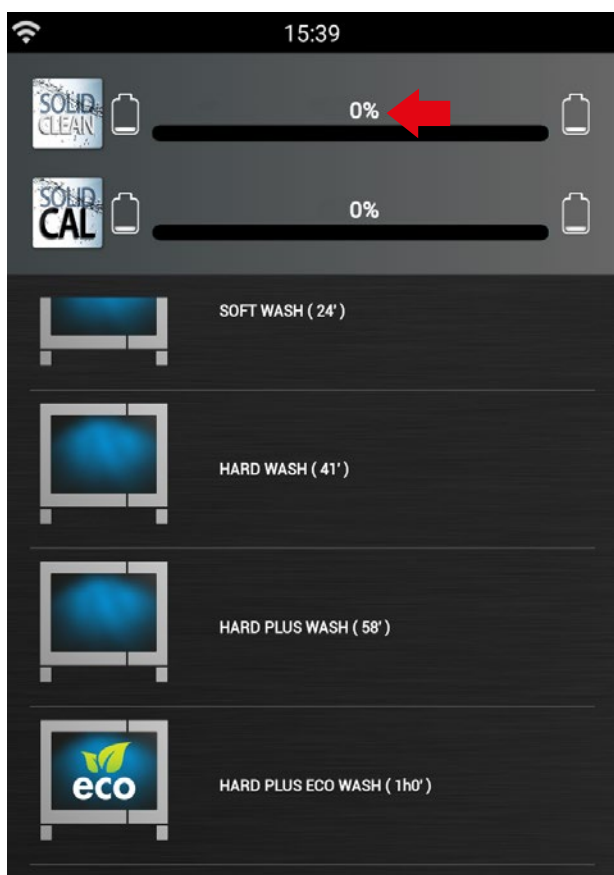 15:39
SOLID
CLEAN
0%
SOLID
CAL
0%
SOFT WASH ( 24' )
HARD WASH ( 41' )
HARD PLUS WASH ( 58' )
eco
HARD PLUS ECO WASH ( 1h0' )